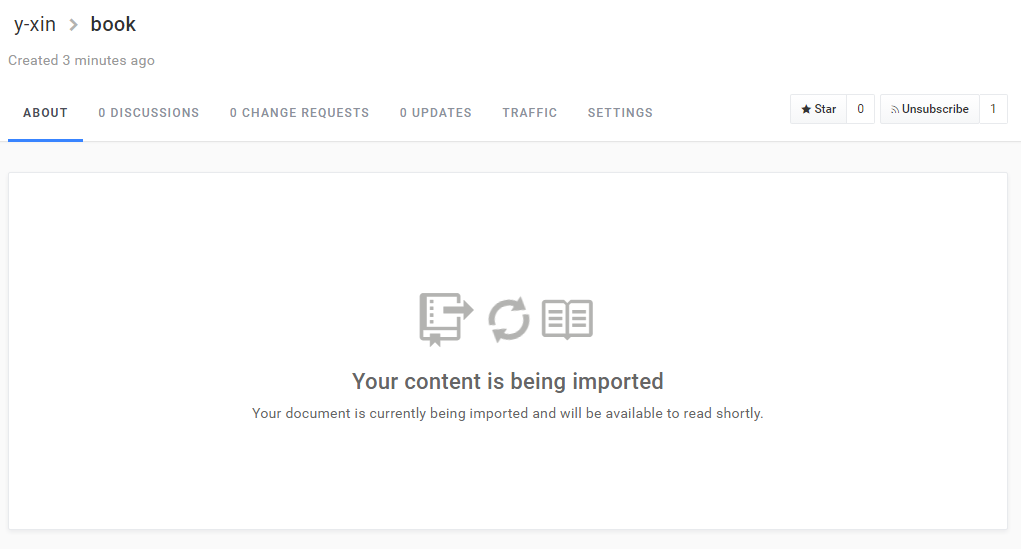 y-xin > book
Created 3 minutes ago
ABOUT 0 DISCUSSIONS 0 CHANGE REQUESTS 0 UPDATES TRAFFIC SETTINGS Star 0 Unsubscribe 1
Your content is being imported
Your document is currently being imported and will be available to read shortly.